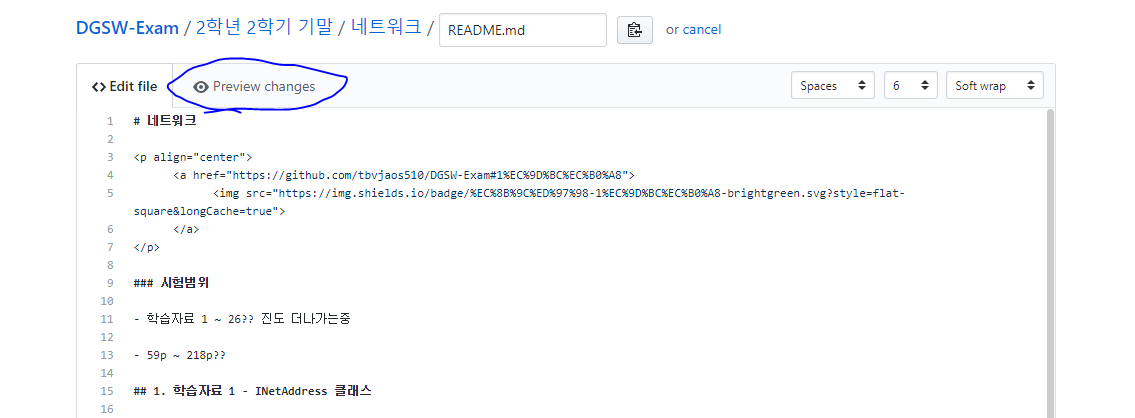 DGSW-Exam / 2학년 2학기 기말 / 네트워크 / README.md or cancel
<> Edit file Preview changes Spaces 6 Soft wrap
1 # 네트워크
2
3 <p align="center">
4 <a href="https://github.com/tbvjaos510/DGSW-Exam#1%EC%9D%BC%EC%B0%A8">
5 <img src="https://img.shields.io/badge/%EC%8B%9C%ED%97%98-1%EC%9D%BC%EC%B0%A8-brightgreen.svg?style=flat-
square&longCache=true">
6 </a>
7 </p>
8
9 ### 시험범위
10
11 - 학습자료 1 ~ 26?? 진도 더나가는중
12
13 - 59p ~ 218p??
14
15 ## 1. 학습자료 1 - INetAddress 클래스
16